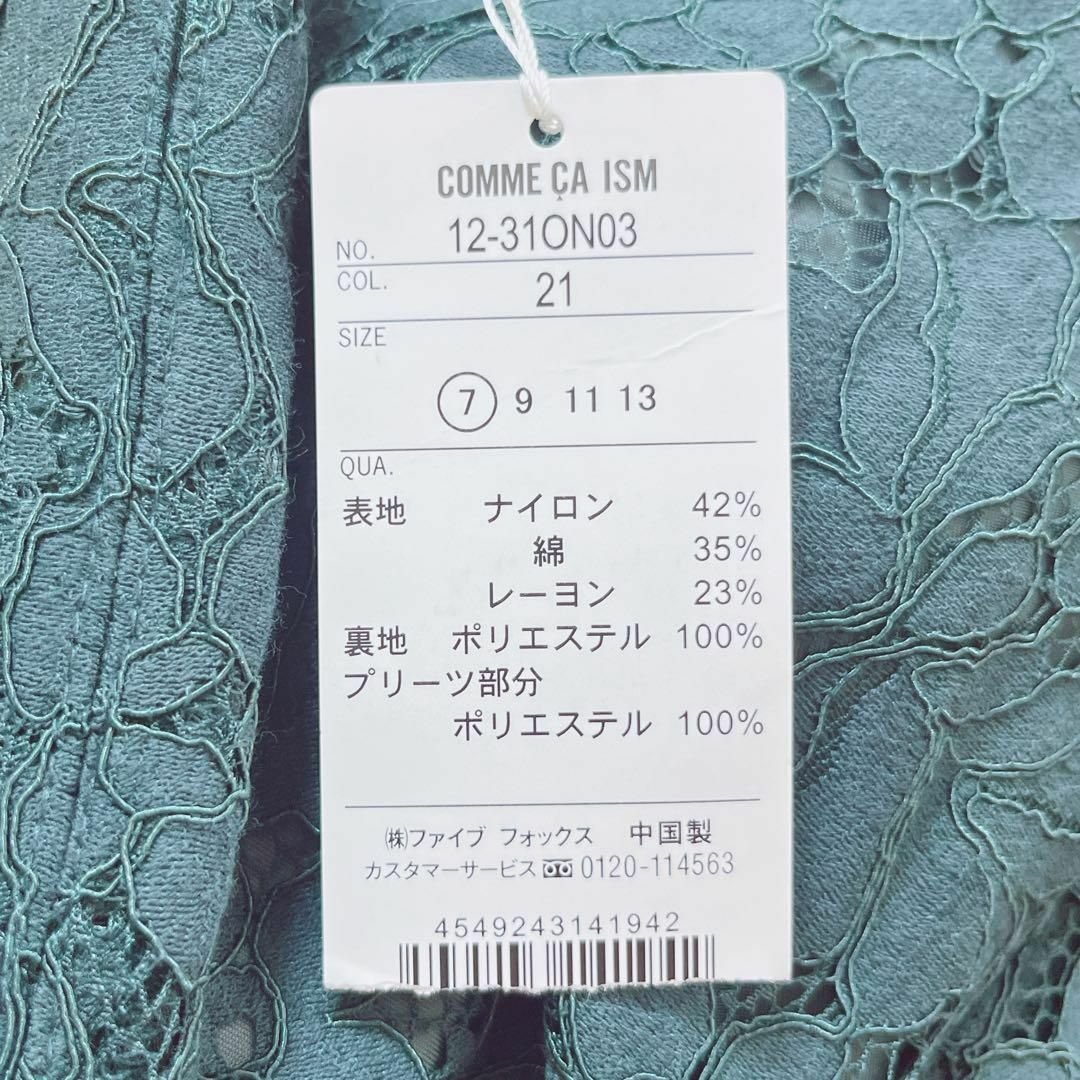 COMME ÇA ISM
NO. 12-31ON03
COL. 21
SIZE
7 9 11 13
QUA.
表地 ナイロン 42%
綿 35%
レーヨン 23%
裏地 ポリエステル 100%
プリーツ部分
ポリエステル 100%
㈱ファイブ フォックス 中国製
カスタマーサービス 0120-114563
4549243141942